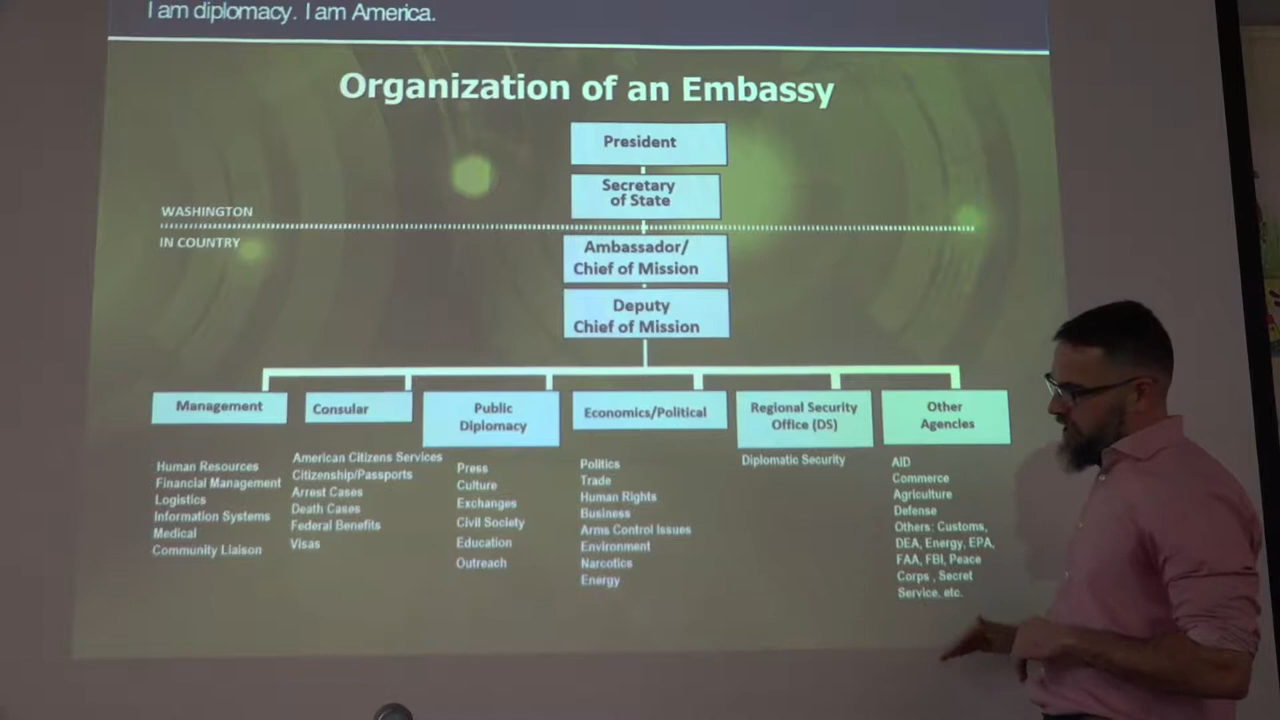 I am diplomacy. I am America.
Organization of an Embassy
President
Secretary
of State
WASHINGTON
IN COUNTRY
Ambassador/
Chief of Mission
Deputy
Chief of Mission
Management
Human Resources
Financial Management
Logistics
Information Systems
Medical
Community Liaison
Consular
American Citizens Services
Citizenship/Passports
Arrest Cases
Death Cases
Federal Benefits
Visas
Public
Diplomacy
Press
Culture
Exchanges
Civil Society
Education
Outreach
Economics/Political
Politics
Trade
Human Rights
Business
Arms Control Issues
Environment
Narcotics
Energy
Regional Security
Office (DS)
Diplomatic Security
Other
Agencies
AID
Commerce
Agriculture
Defense
Others: Customs,
DEA, Energy, EPA,
FAA, FBI, Peace
Corps , Secret
Service, etc.